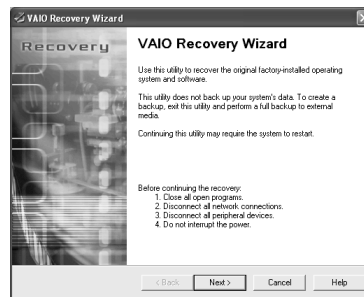 VAIO Recovery Wizard
Recovery
VAIO Recovery Wizard
Use this utility to recover the original factory-installed operating
system and software.
This utility does not back up your system's data. To create a
backup, exit this utility and perform a full backup to external
media.
Continuing this utility may require the system to restart.
Before continuing the recovery:
1. Close all open programs.
2. Disconnect all network connections.
3. Disconnect all peripheral devices.
4. Do not interrupt the power.
< Back
Next >
Cancel
Help